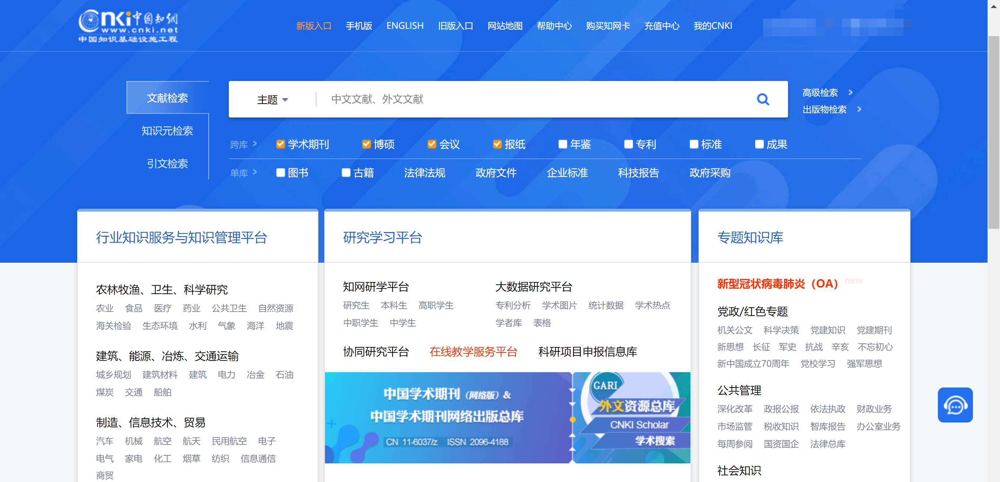 cnki 中国知網
www.cnki.net
中国知识基础设施工程
新版入口 手机版 ENGLISH 旧版入口 网站地图 帮助中心 购买知网卡 充值中心 我的CNKI
文献检索
知识元检索
引文检索
主题 中文文献、外文文献
高级检索
出版物检索
跨库 学术期刊 博硕 会议 报纸 年鉴 专利 标准 成果
单库 图书 古籍 法律法规 政府文件 企业标准 科技报告 政府采购
行业知识服务与知识管理平台
农林牧渔、卫生、科学研究
农业 食品 医疗 药业 公共卫生 自然资源
海关检验 生态环境 水利 气象 海洋 地震
建筑、能源、冶炼、交通运输
城乡规划 建筑材料 建筑 电力 冶金 石油
煤炭 交通 船舶
制造、信息技术、贸易
汽车 机械 航空 航天 民用航空 电子
电气 家电 化工 烟草 纺织 信息通信
商贸
研究学习平台
知网研学平台
研究生 本科生 高职学生
中职学生 中学生
大数据研究平台
专利分析 学术图片 统计数据 学术热点
学者库 表格
协同研究平台 在线教学服务平台 科研项目申报信息库
中国学术期刊（网络版）&
中国学术期刊网络出版总库
CN 11-6037/z ISSN 2096-4188
GARI
外文资源总库
CNKI Scholar
学术搜索
专题知识库
新型冠状病毒肺炎（OA） new
党政/红色专题
机关公文 科学决策 党建知识 党建期刊
新思想 长征 军史 抗战 辛亥 不忘初心
新中国成立70周年 党校学习 强军思想
公共管理
深化改革 政报公报 依法执政 财政业务
市场监管 税收知识 智库报告 办公室业务
每周参阅 国资国企 法律总库
社会知识